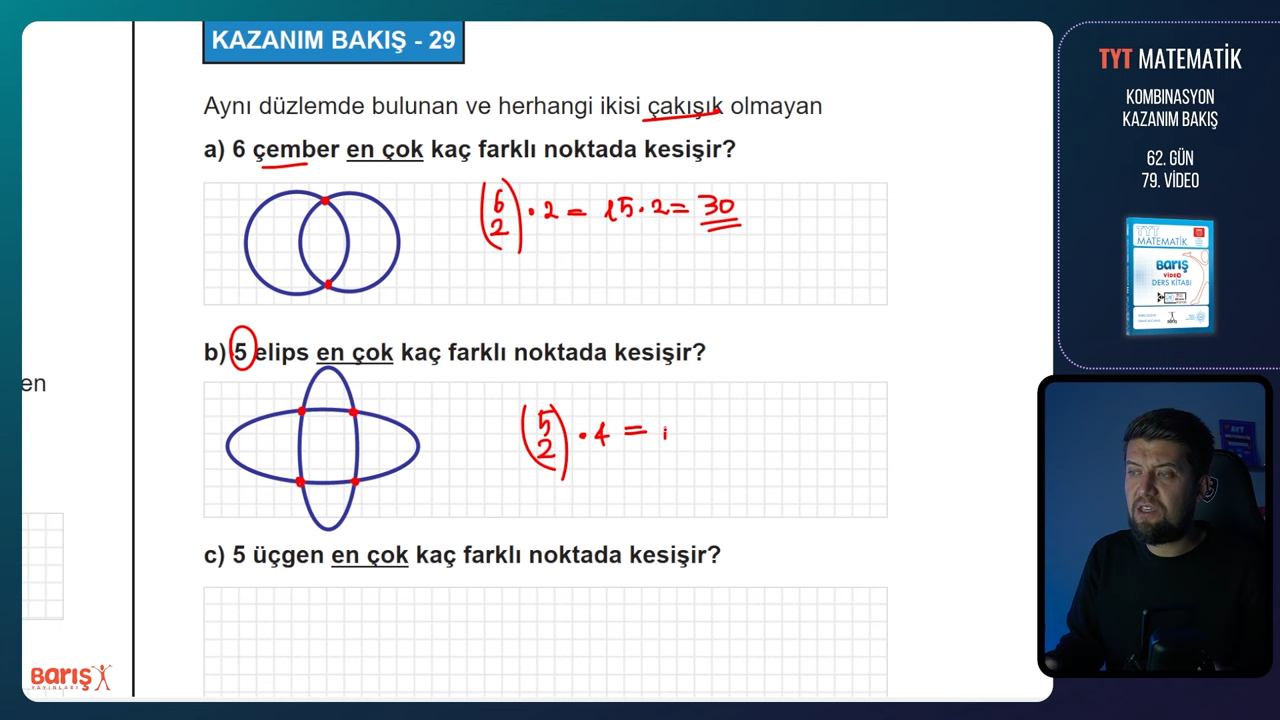 KAZANIM BAKIŞ - 29
Aynı düzlemde bulunan ve herhangi ikisi çakışık olmayan
a) 6 çember en çok kaç farklı noktada kesişir?
(6 2) · 2 = 15 · 2 = 30
b) 5 elips en çok kaç farklı noktada kesişir?
(5 2) · 4 =
c) 5 üçgen en çok kaç farklı noktada kesişir?
en
BARIŞ
YAYINLARI
TYT MATEMATİK
KOMBINASYON
KAZANIM BAKIŞ
62. GÜN
79. VİDEO
TYT
MATEMATİK
BARIŞ
VİDEO
DERS KİTABI